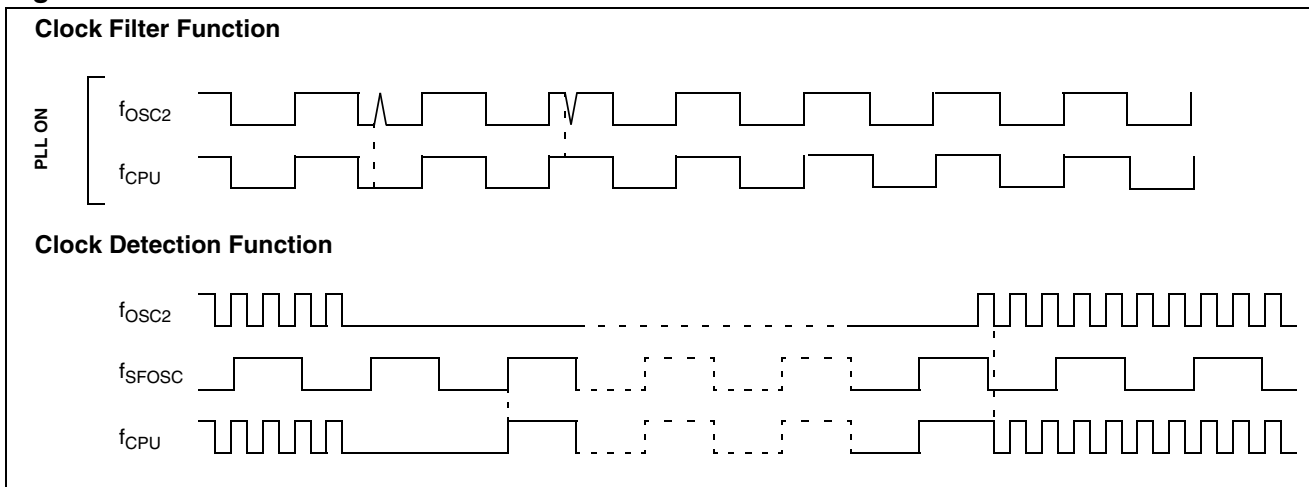 Clock Filter Function
PLL ON
fOSC2
fCPU
Clock Detection Function
fOSC2
fSFOSC
fCPU